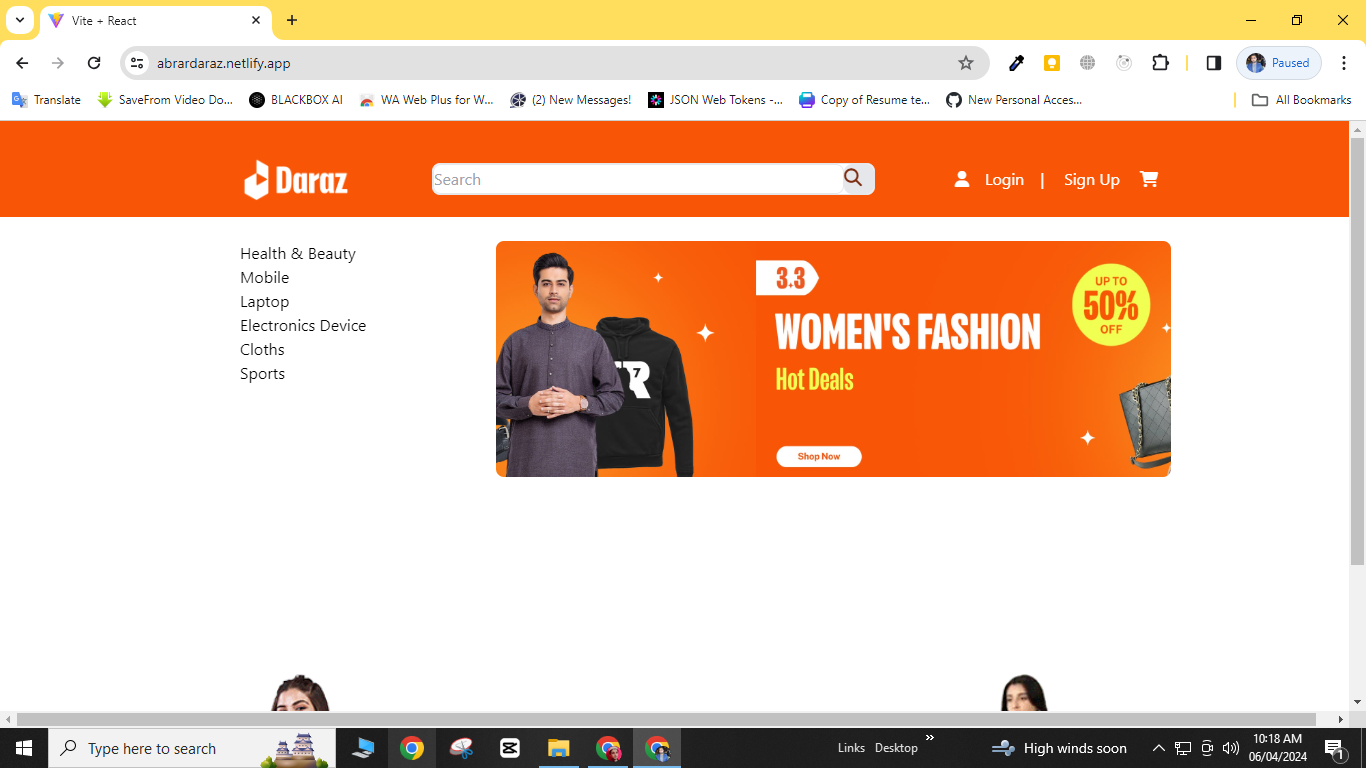 Vite + React
abrardaraz.netlify.app
Paused
Translate
SaveFrom Video Do...
BLACKBOX AI
WA Web Plus for W...
(2) New Messages!
JSON Web Tokens -...
Copy of Resume te...
New Personal Acces...
All Bookmarks
Daraz
Search
Login | Sign Up
Health & Beauty
Mobile
Laptop
Electronics Device
Cloths
Sports
R 7
3.3
WOMEN'S FASHION
Hot Deals
Shop Now
UP TO
50%
OFF
Type here to search
Links Desktop »
High winds soon
10:18 AM
06/04/2024
1